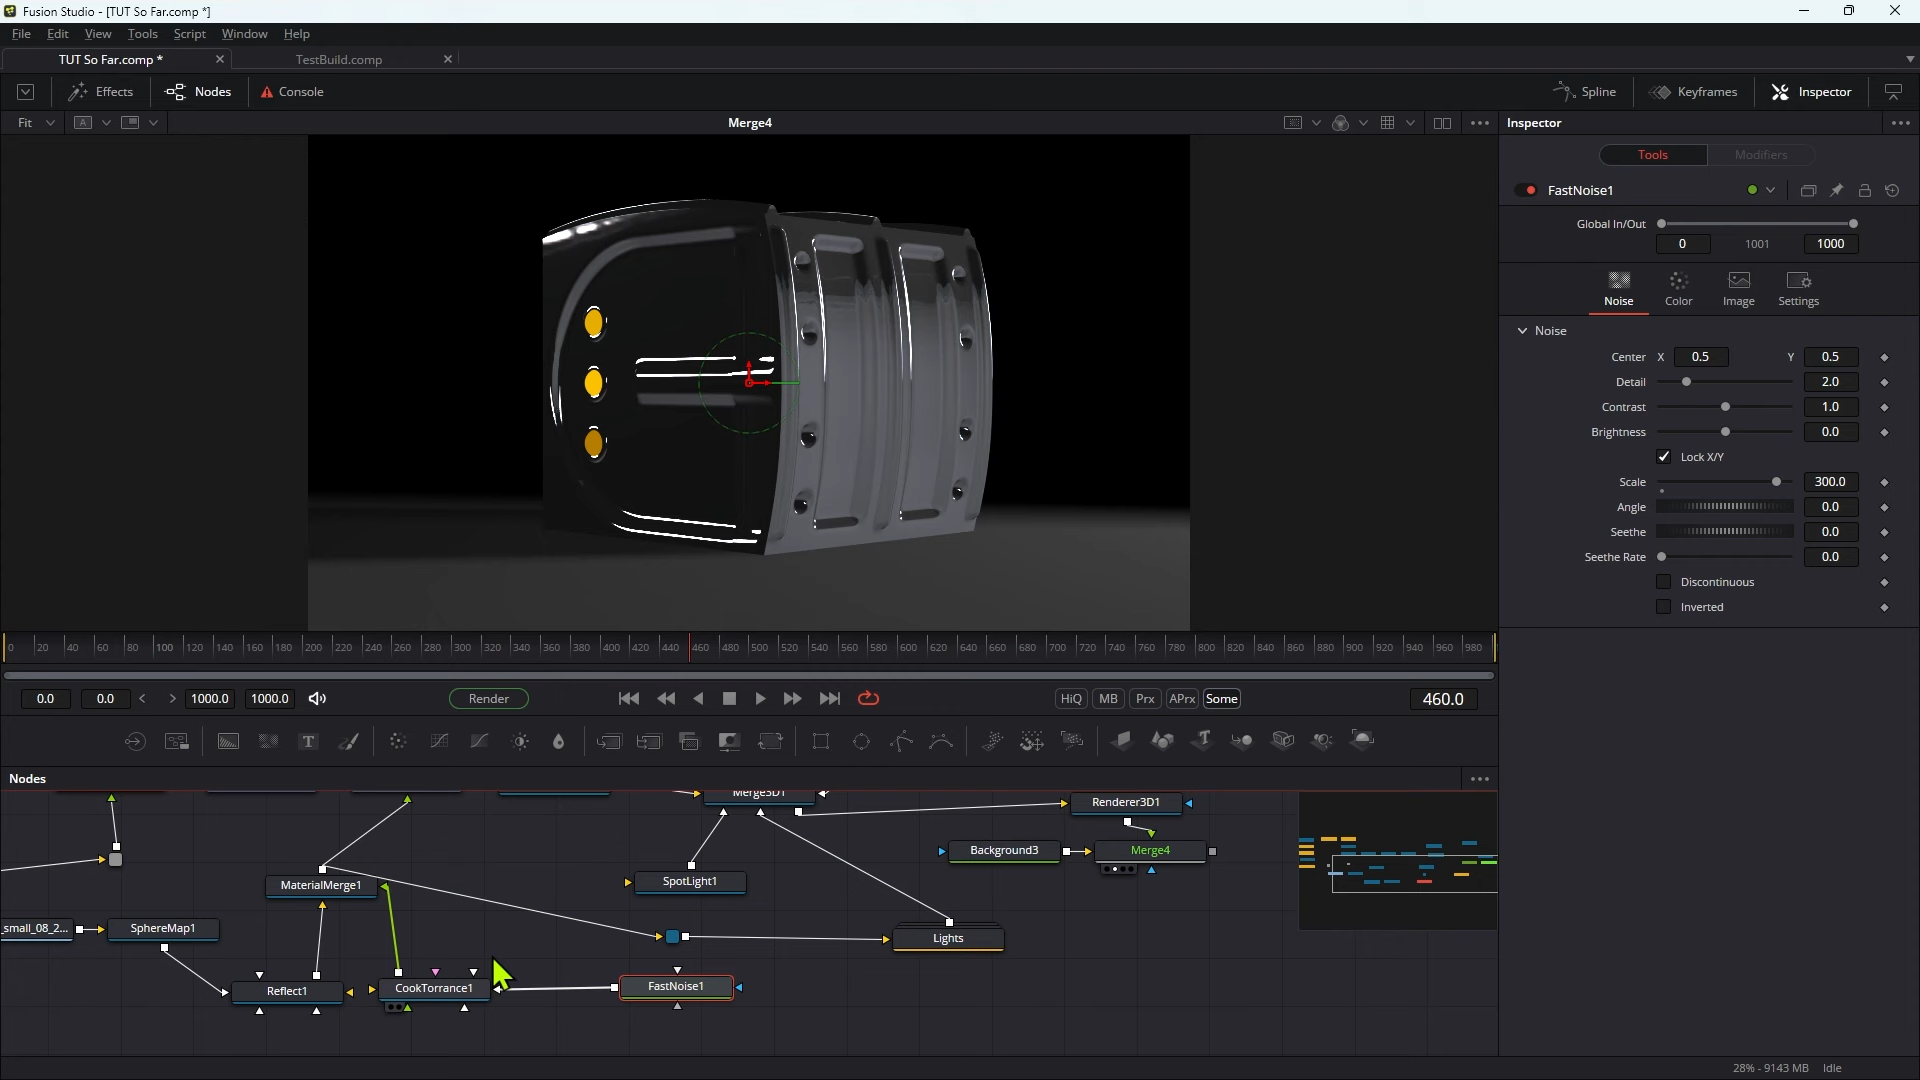 Fusion Studio - [TUT So Far.comp *]
File Edit View Tools Script Window Help
TUT So Far.comp * TestBuild.comp
Effects Nodes Console Spline Keyframes Inspector
Fit A Merge4 Inspector
Tools Modifiers
FastNoise1
Global In/Out
0 1001 1000
Noise Color Image Settings
Noise
Center X 0.5 Y 0.5
Detail 2.0
Contrast 1.0
Brightness 0.0
Lock X/Y
Scale 300.0
Angle 0.0
Seethe 0.0
Seethe Rate 0.0
Discontinuous
Inverted
0 20 40 60 80 100 120 140 160 180 200 220 240 260 280 300 320 340 360 380 400 420 440 460 480 500 520 540 560 580 600 620 640 660 680 700 720 740 760 780 800 820 840 860 880 900 920 940 960 980
0.0 0.0 < > 1000.0 1000.0 Render HiQ MB Prx APrx Some 460.0
T T
Nodes
Merge3D1 Renderer3D1
Background3 Merge4
MaterialMerge1 SpotLight1
_small_08_2... SphereMap1 Lights
Reflect1 CookTorrance1 FastNoise1
28% - 9143 MB Idle